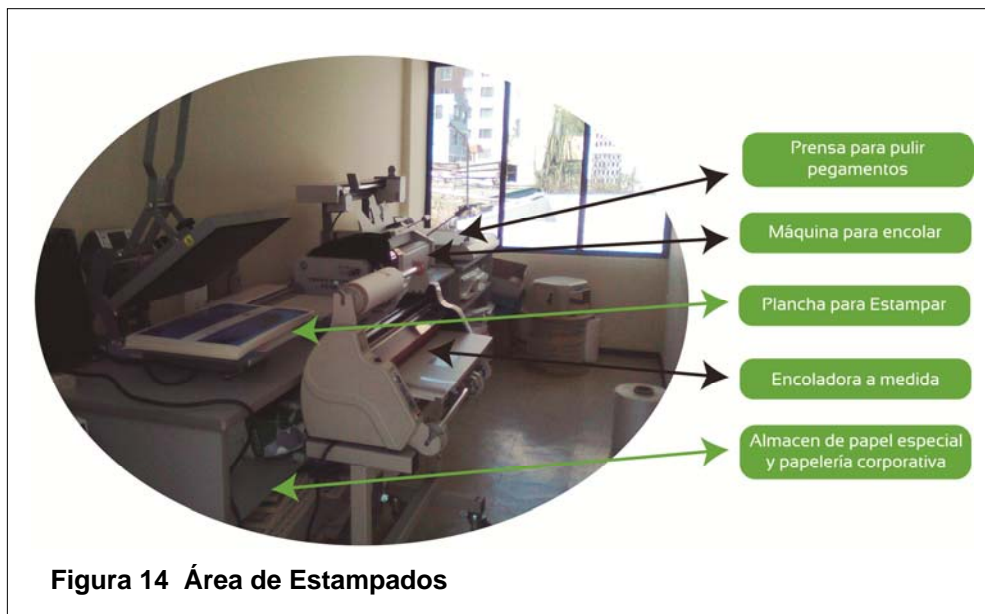 Prensa para pulir
pegamentos
Máquina para encolar
Plancha para Estampar
Encoladora a medida
Almacen de papel especial
y papelería corporativa
Figura 14 Área de Estampados